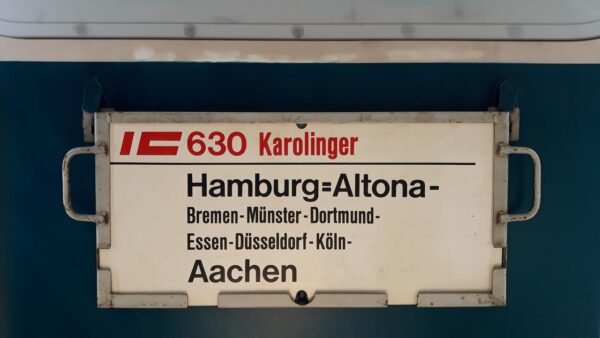 IC 630 Karolinger
Hamburg=Altona-
Bremen-Münster-Dortmund-
Essen-Düsseldorf-Köln-
Aachen